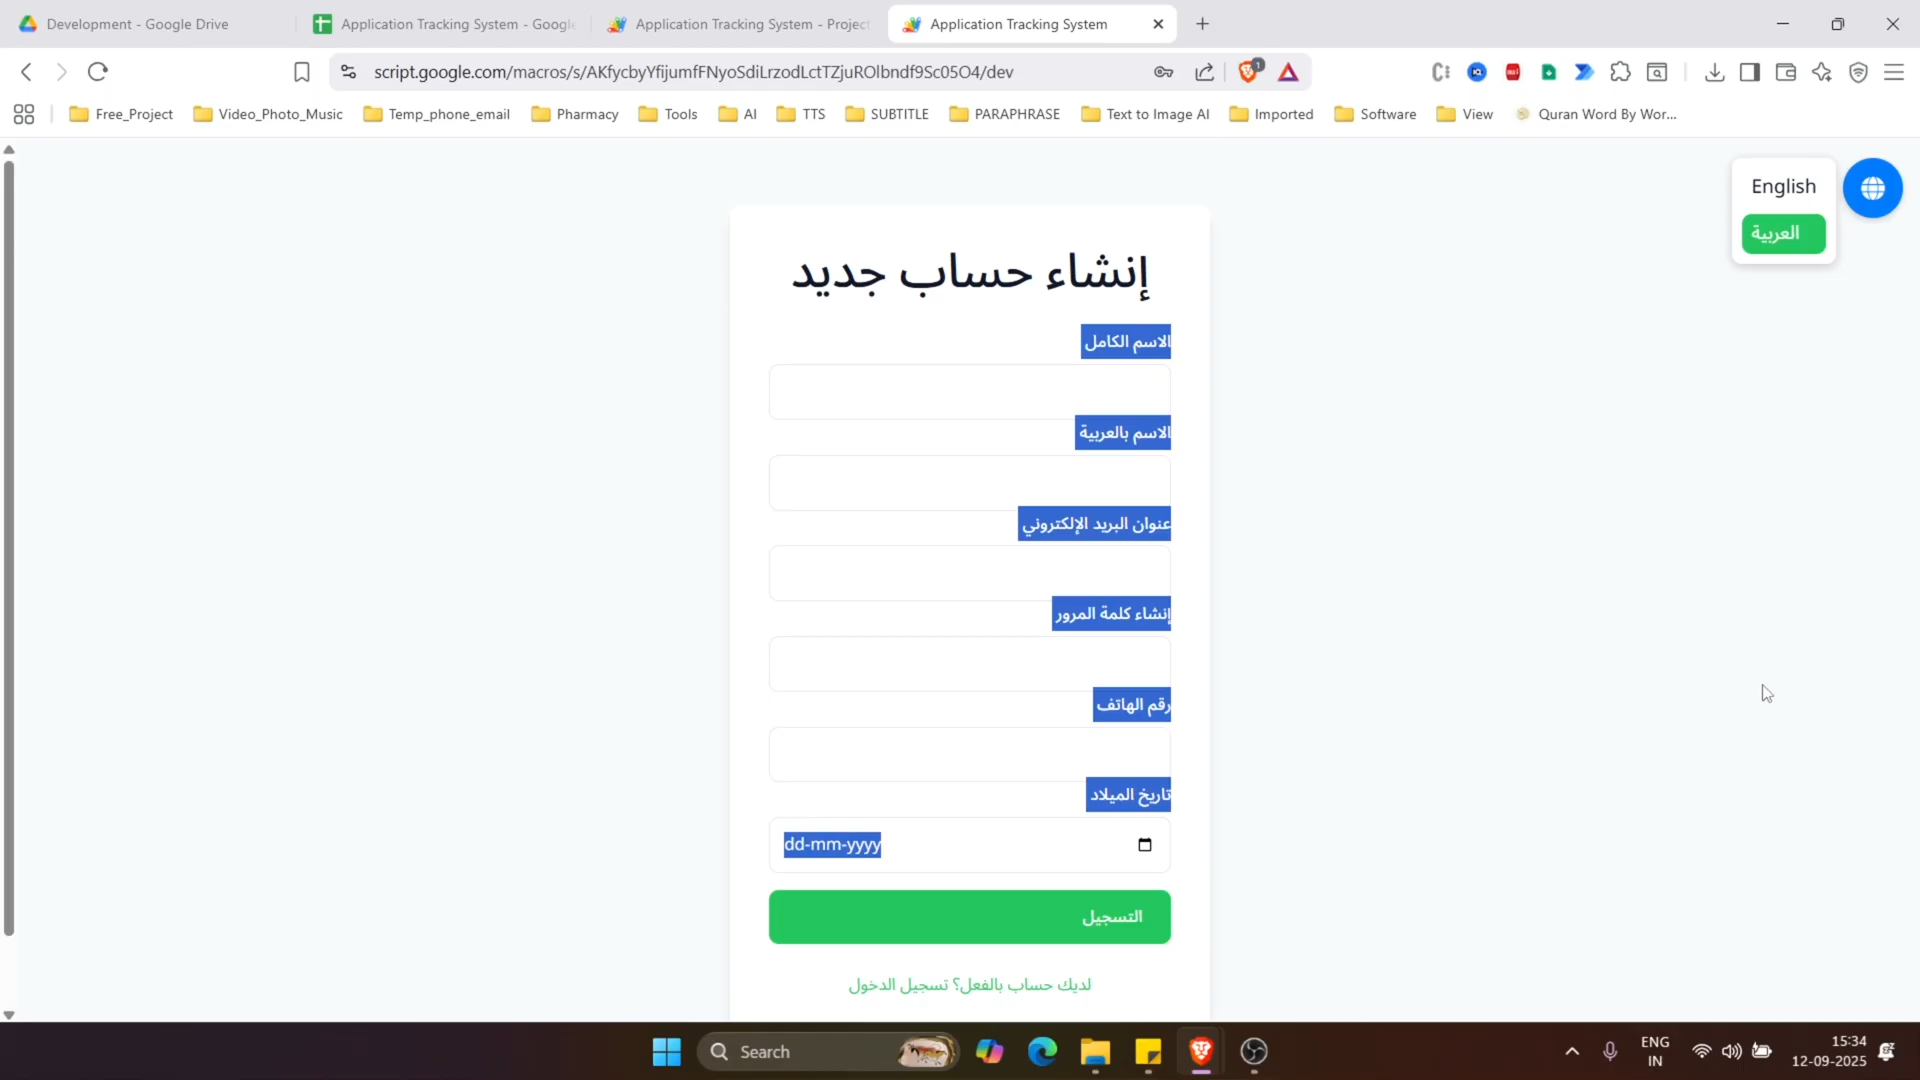 Development - Google Drive
Application Tracking System - Google
Application Tracking System - Project
Application Tracking System
script.google.com/macros/s/AKfycbyYfijumfFNyoSdiLrzodLctTZjuROlbndf9Sc05O4/dev
1
Free_Project
Video_Photo_Music
Temp_phone_email
Pharmacy
Tools
AI
TTS
SUBTITLE
PARAPHRASE
Text to Image AI
Imported
Software
View
Quran Word By Wor...
English
العربية
إنشاء حساب جديد
الاسم الكامل
الاسم بالعربية
عنوان البريد الإلكتروني
إنشاء كلمة المرور
رقم الهاتف
تاريخ الميلاد
dd-mm-yyyy
التسجيل
لديك حساب بالفعل؟ تسجيل الدخول
Search
ENG
IN
15:34
12-09-2025